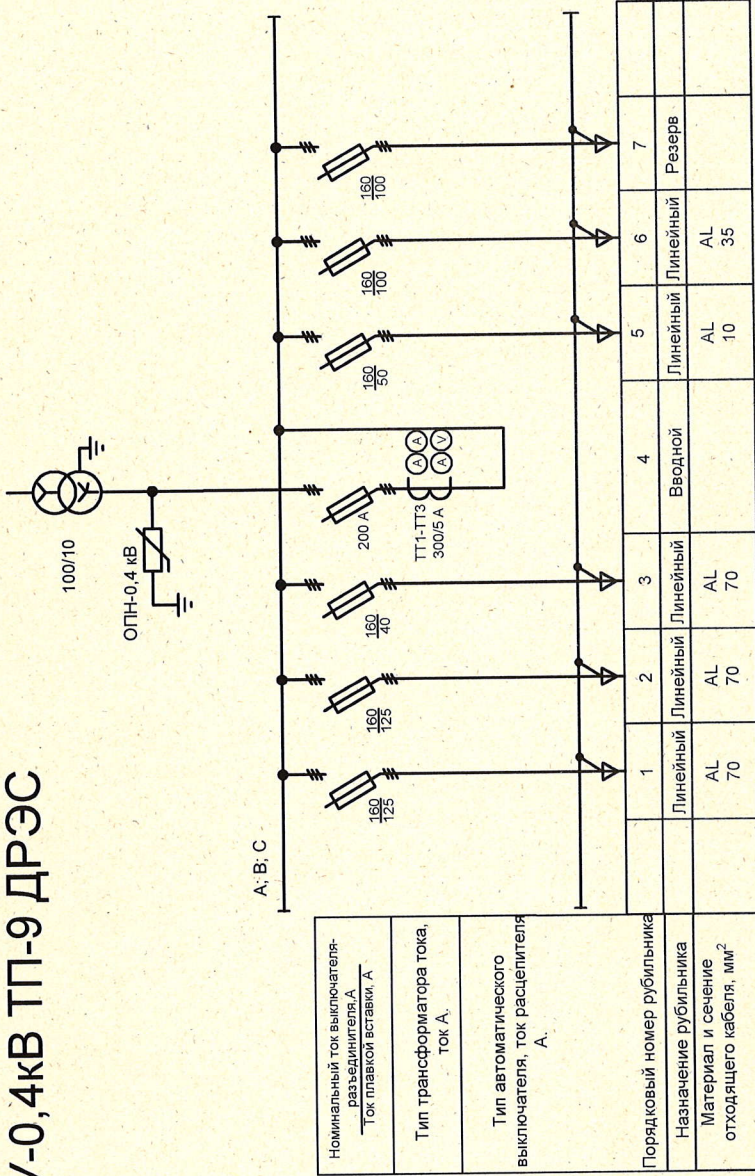 У-0,4кВ ТП-9 ДРЭС
100/10
ОПН-0,4 кВ
А; В; С
160
125
160
125
160
40
200 А
ТТ1-ТТ3
300/5 А
А А
А V
160
50
160
100
160
100
Номинальный ток выключателя-
разъединителя,А
Ток плавкой вставки, А
Тип трансформатора тока,
ток А.
Тип автоматического
выключателя, ток расцепителя
А.
Порядковый номер рубильника 1 2 3 4 5 6 7
Назначение рубильника Линейный Линейный Линейный Вводной Линейный Линейный Резерв
Материал и сечение
отходящего кабеля, мм²
AL
70
AL
70
AL
70
AL
10
AL
35